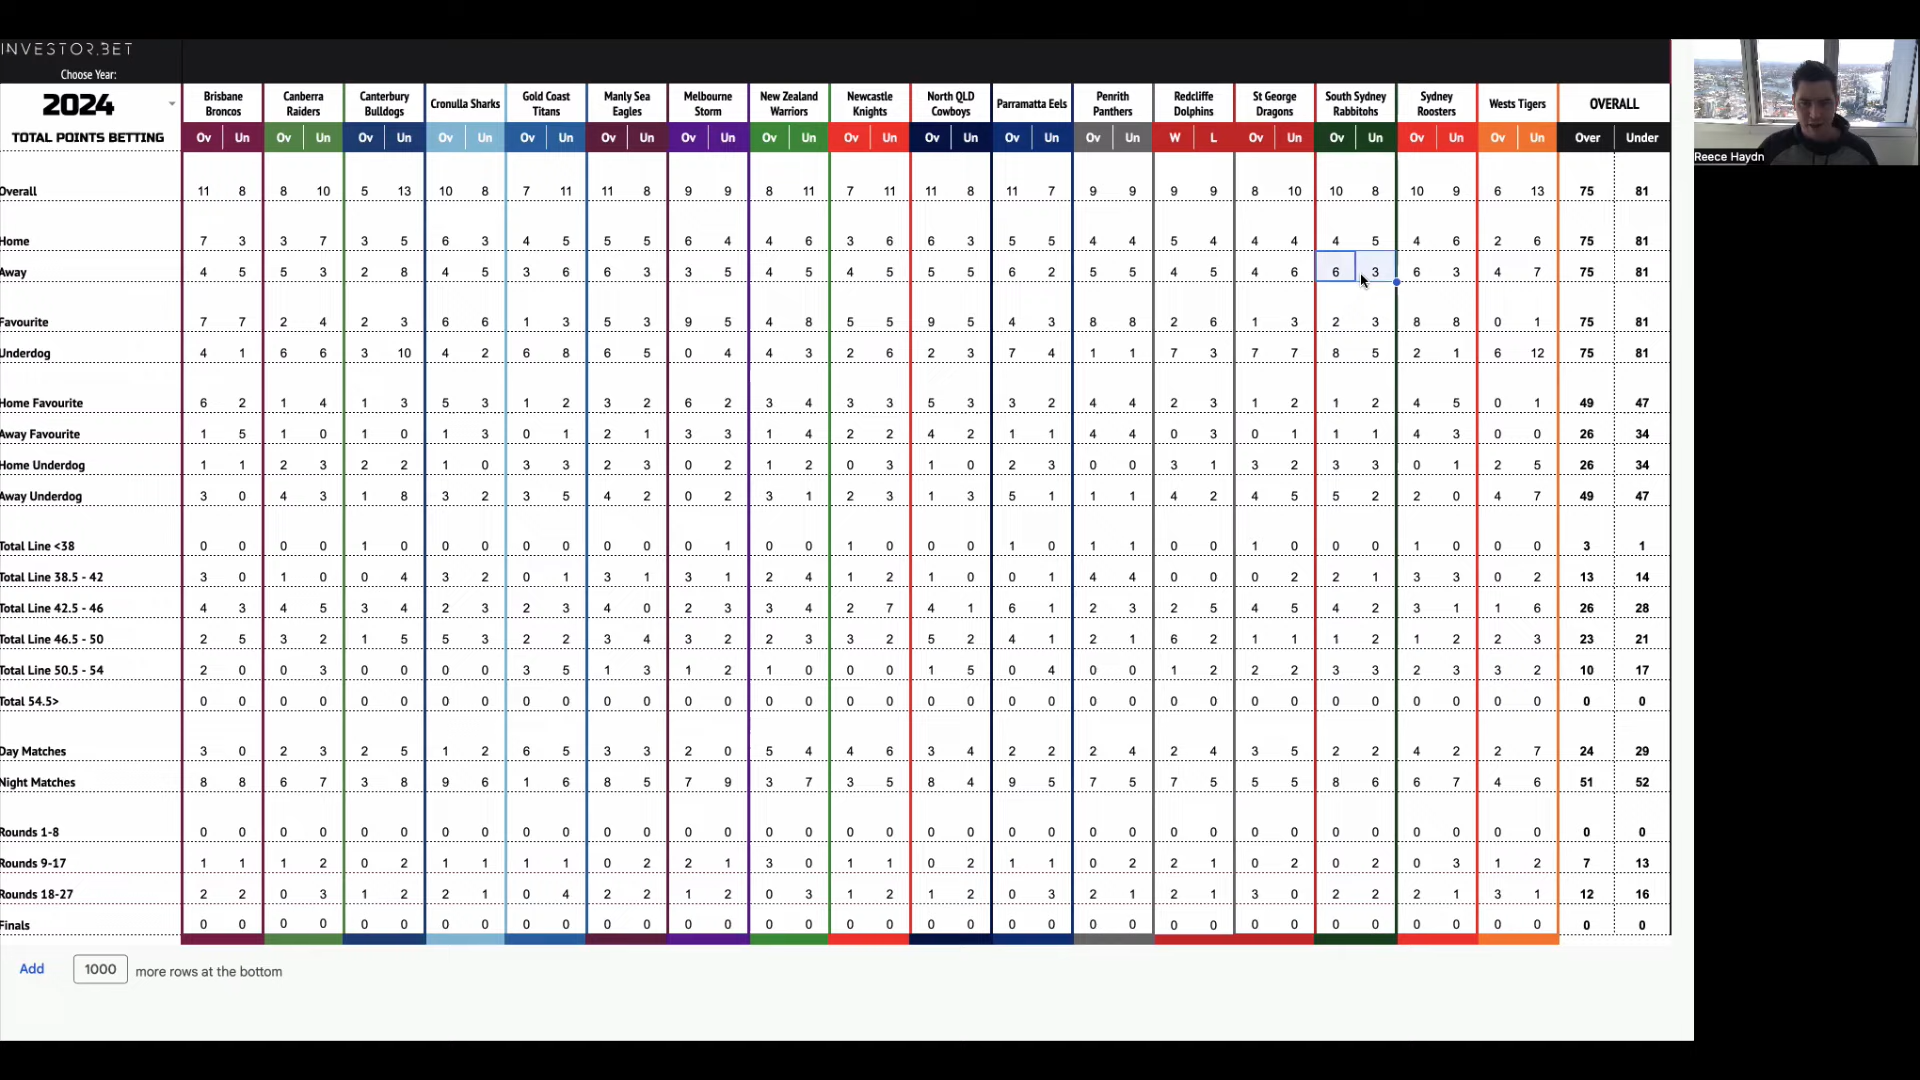 INVESTOR.BET
Choose Year:
2024
Brisbane Broncos Canberra Raiders Canterbury Bulldogs Cronulla Sharks Gold Coast Titans Manly Sea Eagles Melbourne Storm New Zealand Warriors Newcastle Knights North QLD Cowboys Parramatta Eels Penrith Panthers Redcliffe Dolphins St George Dragons South Sydney Rabbitohs Sydney Roosters Wests Tigers OVERALL
TOTAL POINTS BETTING Ov Un Ov Un Ov Un Ov Un Ov Un Ov Un Ov Un Ov Un Ov Un Ov Un Ov Un Ov Un W L Ov Un Ov Un Ov Un Ov Un Over Under
Overall 11 8 8 10 5 13 10 8 7 11 11 8 9 9 8 11 7 11 11 8 11 7 9 9 9 9 8 10 10 8 10 9 6 13 75 81
Home 7 3 3 7 3 5 6 3 4 5 5 5 6 4 4 6 3 6 6 3 5 5 4 4 5 4 4 4 4 5 4 6 2 6 75 81
Away 4 5 5 3 2 8 4 5 3 6 6 3 3 5 4 5 4 5 5 5 6 2 5 5 4 5 4 6 6 3 6 3 4 7 75 81
Favourite 7 7 2 4 2 3 6 6 1 3 5 3 9 5 4 8 5 5 9 5 4 3 8 8 2 6 1 3 2 3 8 8 0 1 75 81
Underdog 4 1 6 6 3 10 4 2 6 8 6 5 0 4 4 3 2 6 2 3 7 4 1 1 7 3 7 7 8 5 2 1 6 12 75 81
Home Favourite 6 2 1 4 1 3 5 3 1 2 3 2 6 2 3 4 3 3 5 3 3 2 4 4 2 3 1 2 1 2 4 5 0 1 49 47
Away Favourite 1 5 1 0 1 0 1 3 0 1 2 1 3 3 1 4 2 2 4 2 1 1 4 4 0 3 0 1 1 1 4 3 0 0 26 34
Home Underdog 1 1 2 3 2 2 1 0 3 3 2 3 0 2 1 2 0 3 1 0 2 3 0 0 3 1 3 2 3 3 0 1 2 5 26 34
Away Underdog 3 0 4 3 1 8 3 2 3 5 4 2 0 2 3 1 2 3 1 3 5 1 1 1 4 2 4 5 5 2 2 0 4 7 49 47
Total Line <38 0 0 0 0 1 0 0 0 0 0 0 0 0 1 0 0 1 0 0 0 1 0 1 1 0 0 1 0 0 0 1 0 0 0 3 1
Total Line 38.5 - 42 3 0 1 0 0 4 3 2 0 1 3 1 3 1 2 4 1 2 1 0 0 1 4 4 0 0 0 2 2 1 3 3 0 2 13 14
Total Line 42.5 - 46 4 3 4 5 3 4 2 3 2 3 4 0 2 3 3 4 2 7 4 1 6 1 2 3 2 5 4 5 4 2 3 1 1 6 26 28
Total Line 46.5 - 50 2 5 3 2 1 5 5 3 2 2 3 4 3 2 2 3 3 2 5 2 4 1 2 1 6 2 1 1 1 2 1 2 2 3 23 21
Total Line 50.5 - 54 2 0 0 3 0 0 0 0 3 5 1 3 1 2 1 0 0 0 1 5 0 4 0 0 1 2 2 2 3 3 2 3 3 2 10 17
Total 54.5> 0 0 0 0 0 0 0 0 0 0 0 0 0 0 0 0 0 0 0 0 0 0 0 0 0 0 0 0 0 0 0 0 0 0 0 0
Day Matches 3 0 2 3 2 5 1 2 6 5 3 3 2 0 5 4 4 6 3 4 2 2 2 4 2 4 3 5 2 2 4 2 2 7 24 29
Night Matches 8 8 6 7 3 8 9 6 1 6 8 5 7 9 3 7 3 5 8 4 9 5 7 5 7 5 5 5 8 6 6 7 4 6 51 52
Rounds 1-8 0 0 0 0 0 0 0 0 0 0 0 0 0 0 0 0 0 0 0 0 0 0 0 0 0 0 0 0 0 0 0 0 0 0 0 0
Rounds 9-17 1 1 1 2 0 2 1 1 1 1 0 2 2 1 3 0 1 1 0 2 1 1 0 2 2 1 0 2 0 2 0 3 1 2 7 13
Rounds 18-27 2 2 0 3 1 2 2 1 0 4 2 2 1 2 0 3 1 2 1 2 0 3 2 1 2 1 3 0 2 2 2 1 3 1 12 16
Finals 0 0 0 0 0 0 0 0 0 0 0 0 0 0 0 0 0 0 0 0 0 0 0 0 0 0 0 0 0 0 0 0 0 0 0 0
Add 1000 more rows at the bottom
Reece Haydn